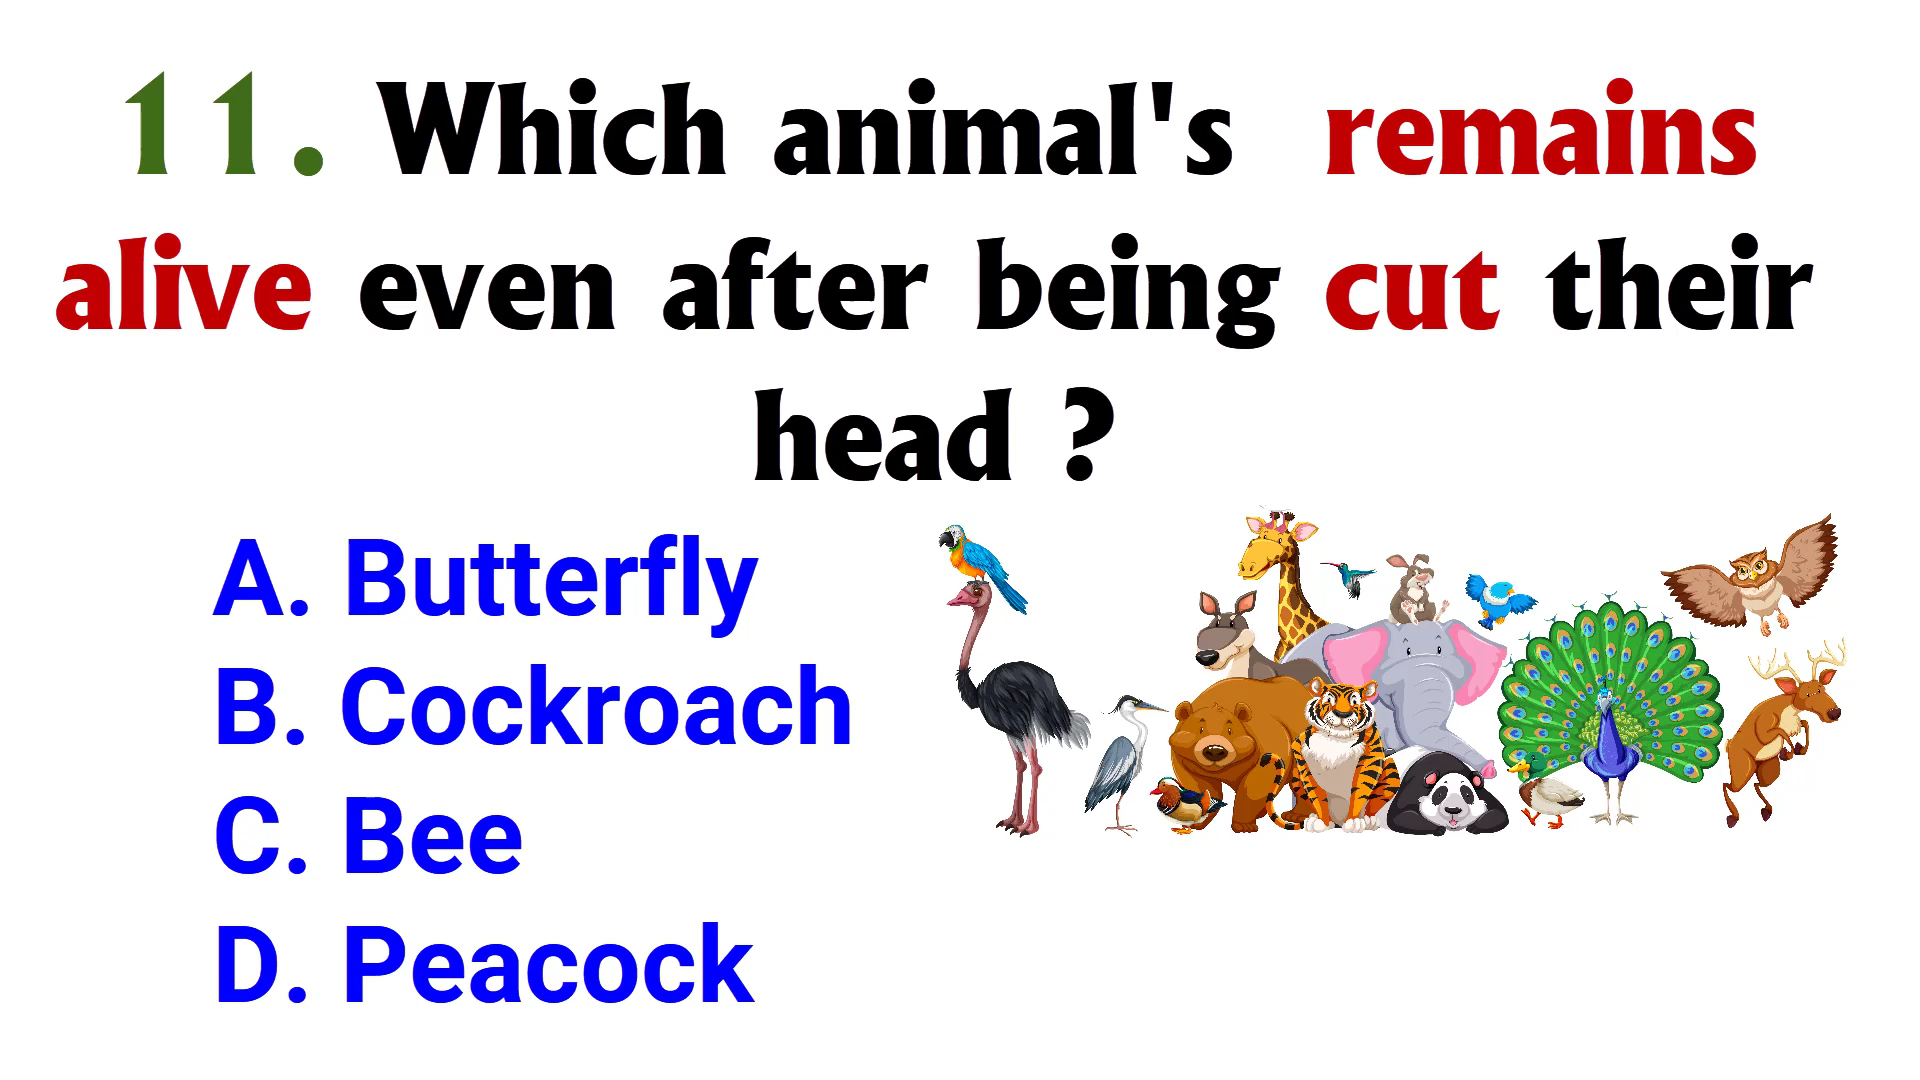 11. Which animal's remains
alive even after being cut their
head ?
A. Butterfly
B. Cockroach
C. Bee
D. Peacock